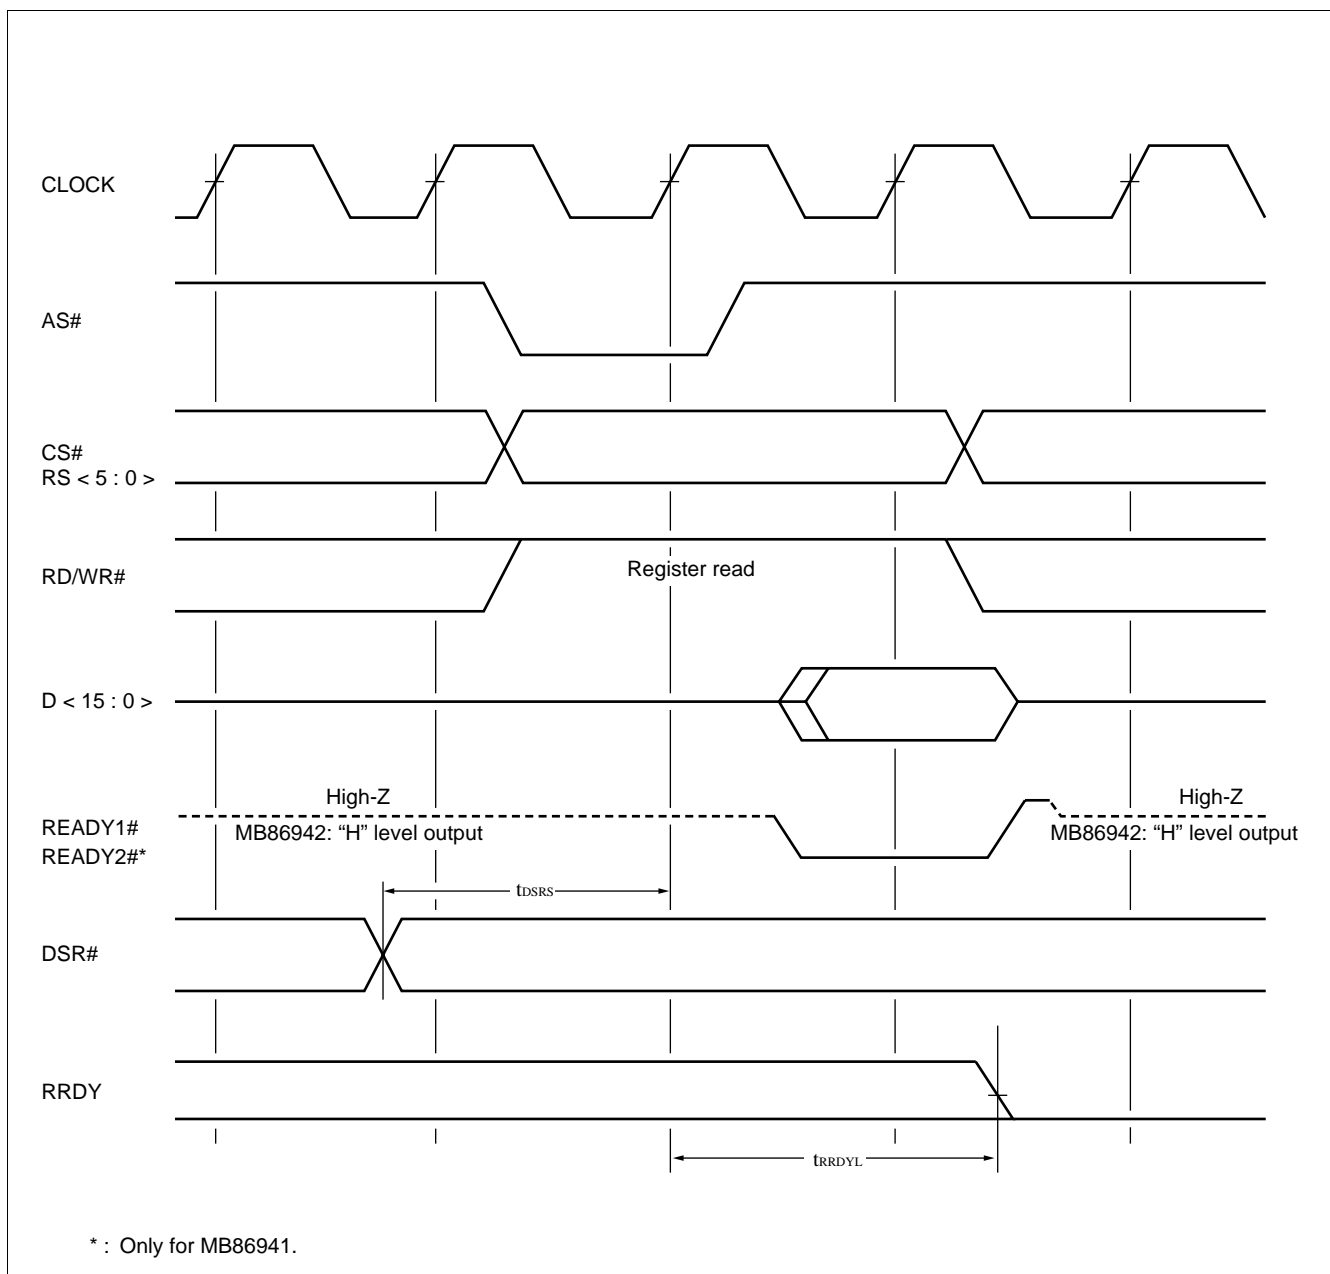 CLOCK
AS#
CS#
RS < 5 : 0 >
RD/WR#
Register read
D < 15 : 0 >
High-Z
High-Z
READY1#
MB86942: “H” level output
MB86942: “H” level output
READY2#*
tDSRS
DSR#
RRDY
tRRDYL
* : Only for MB86941.